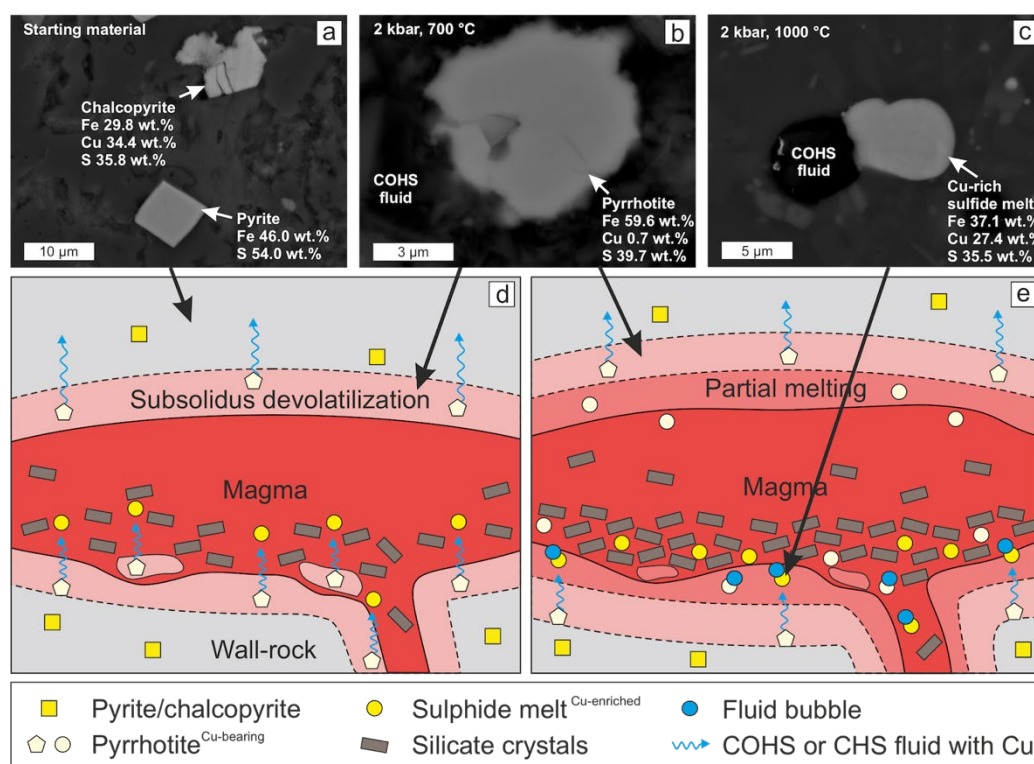 Starting material
a
Chalcopyrite
Fe 29.8 wt.%
Cu 34.4 wt.%
S 35.8 wt.%
Pyrite
Fe 46.0 wt.%
S 54.0 wt.%
10 µm
2 kbar, 700 °C
b
COHS
fluid
Pyrrhotite
Fe 59.6 wt.%
Cu 0.7 wt.%
S 39.7 wt.%
3 µm
2 kbar, 1000 °C
c
COHS
fluid
Cu-rich
sulfide melt
Fe 37.1 wt.%
Cu 27.4 wt.%
S 35.5 wt.%
5 µm
d
Subsolidus devolatilization
Magma
Wall-rock
e
Partial melting
Magma
Pyrite/chalcopyrite
Sulphide melt Cu-enriched
Fluid bubble
Pyrrhotite Cu-bearing
Silicate crystals
COHS or CHS fluid with Cu